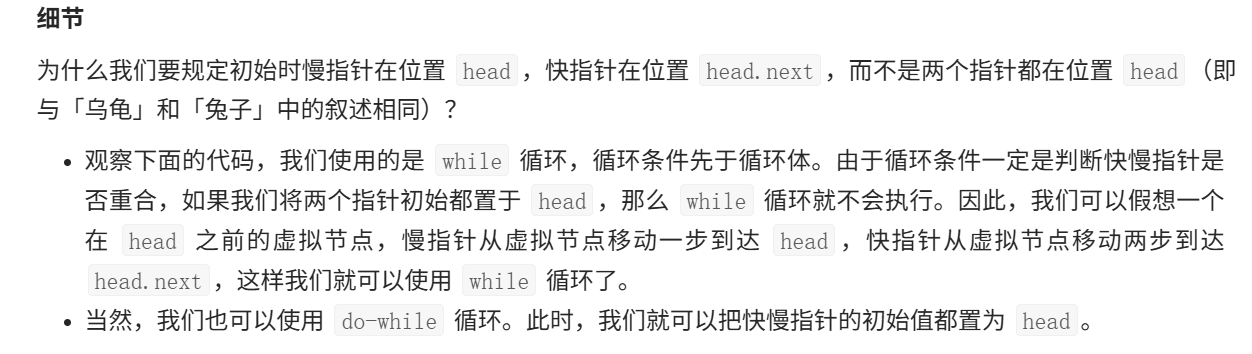 细节
为什么我们要规定初始时慢指针在位置 head，快指针在位置 head.next，而不是两个指针都在位置 head（即
与「乌龟」和「兔子」中的叙述相同）？
• 观察下面的代码，我们使用的是 while 循环，循环条件先于循环体。由于循环条件一定是判断快慢指针是
否重合，如果我们将两个指针初始都置于 head，那么 while 循环就不会执行。因此，我们可以假想一个
在 head 之前的虚拟节点，慢指针从虚拟节点移动一步到达 head，快指针从虚拟节点移动两步到达
head.next，这样我们就可以使用 while 循环了。
• 当然，我们也可以使用 do-while 循环。此时，我们就可以把快慢指针的初始值都置为 head。